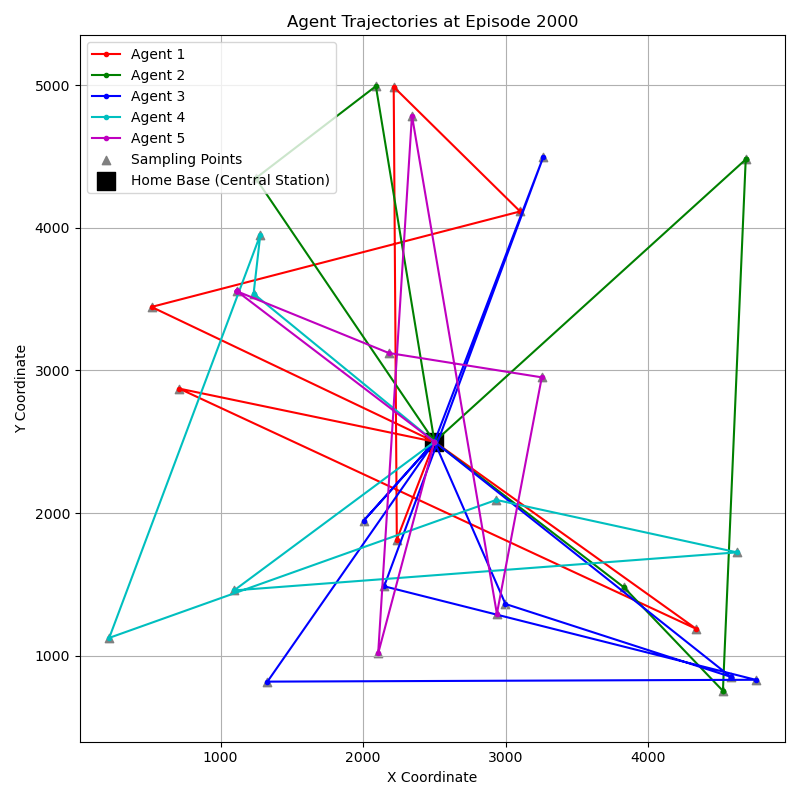 Agent Trajectories at Episode 2000
Agent 1
Agent 2
Agent 3
Agent 4
Agent 5
Sampling Points
Home Base (Central Station)
5000
4000
3000
2000
1000
Y Coordinate
1000 2000 3000 4000
X Coordinate